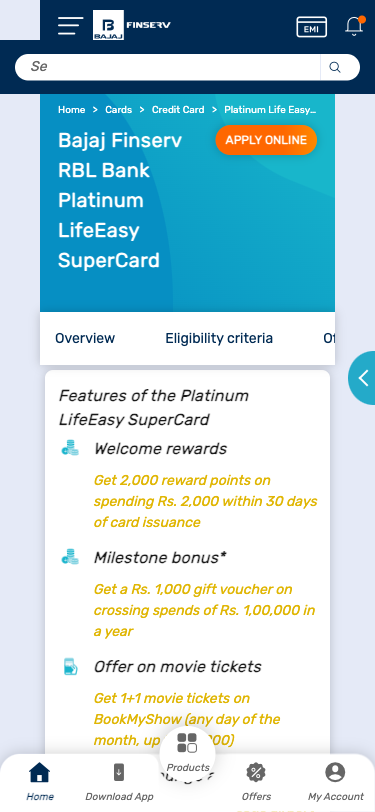 BAJAJ FINSERV EMI
Se
Home > Cards > Credit Card > Platinum Life Easy...
Bajaj Finserv
RBL Bank
Platinum
LifeEasy
SuperCard
APPLY ONLINE
Overview Eligibility criteria
Features of the Platinum
LifeEasy SuperCard
Welcome rewards
Get 2,000 reward points on
spending Rs. 2,000 within 30 days
of card issuance
Milestone bonus*
Get a Rs. 1,000 gift voucher on
crossing spends of Rs. 1,00,000 in
a year
Offer on movie tickets
Get 1+1 movie tickets on
BookMyShow (any day of the
month, up
Products
Home Download App Offers My Account